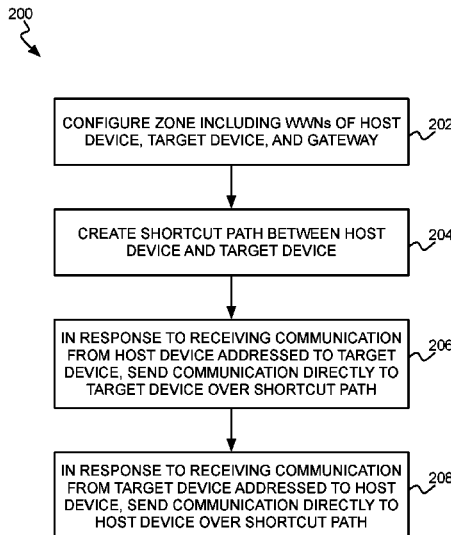 200
CONFIGURE ZONE INCLUDING WWNs OF HOST
DEVICE, TARGET DEVICE, AND GATEWAY
202
CREATE SHORTCUT PATH BETWEEN HOST
DEVICE AND TARGET DEVICE
204
IN RESPONSE TO RECEIVING COMMUNICATION
FROM HOST DEVICE ADDRESSED TO TARGET
DEVICE, SEND COMMUNICATION DIRECTLY TO
TARGET DEVICE OVER SHORTCUT PATH
206
IN RESPONSE TO RECEIVING COMMUNICATION
FROM TARGET DEVICE ADDRESSED TO HOST
DEVICE, SEND COMMUNICATION DIRECTLY TO
HOST DEVICE OVER SHORTCUT PATH
208